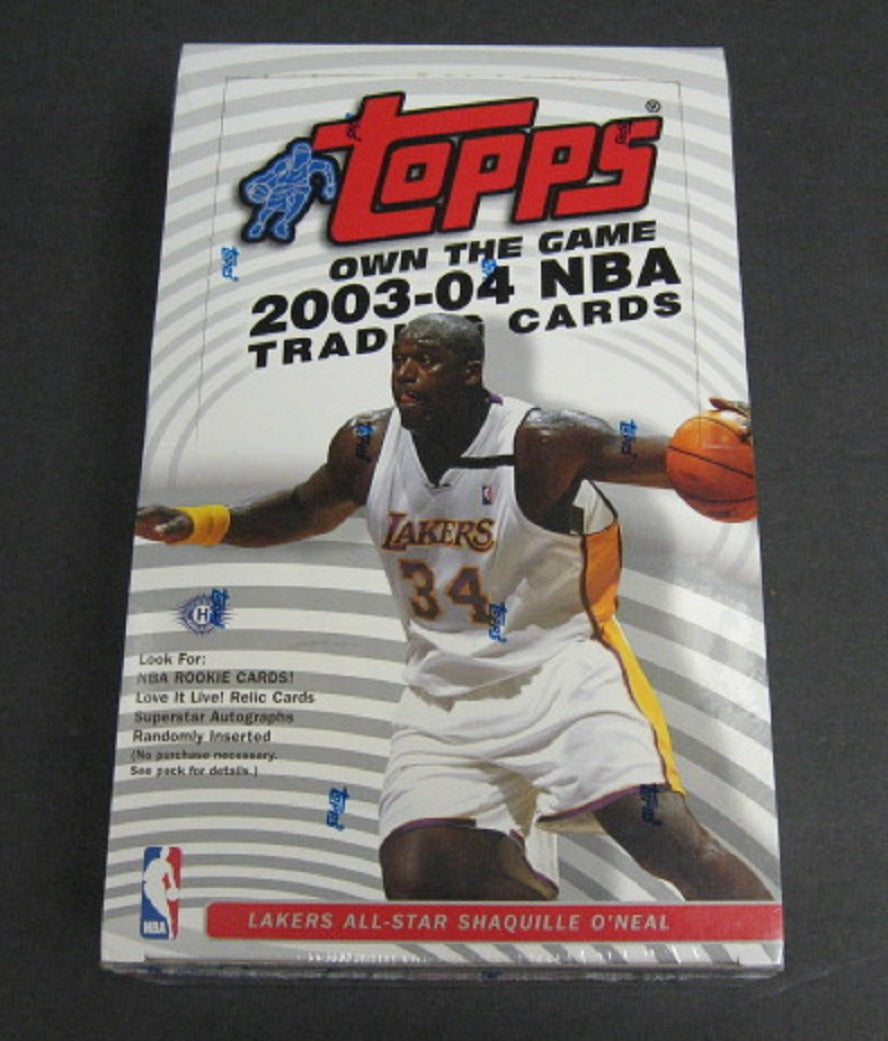 Topps®
OWN THE GAME
2003-04 NBA
TRADING CARDS
LAKERS
34
H
Look For:
NBA ROOKIE CARDS!
Love It Live! Relic Cards
Superstar Autographs
Randomly Inserted
(No purchase necessary.
See pack for details.)
NBA
LAKERS ALL-STAR SHAQUILLE O'NEAL